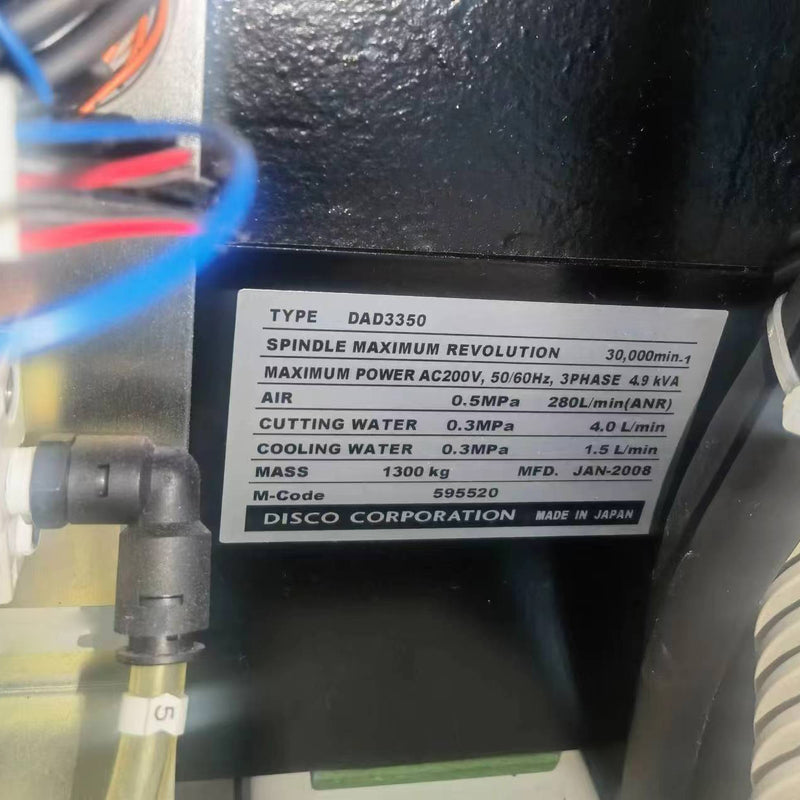 TYPE DAD3350
SPINDLE MAXIMUM REVOLUTION 30,000min-1
MAXIMUM POWER AC200V, 50/60Hz, 3PHASE 4.9 kVA
AIR 0.5MPa 280L/min(ANR)
CUTTING WATER 0.3MPa 4.0 L/min
COOLING WATER 0.3MPa 1.5 L/min
MASS 1300 kg MFD. JAN-2008
M-Code 595520
DISCO CORPORATION MADE IN JAPAN
5